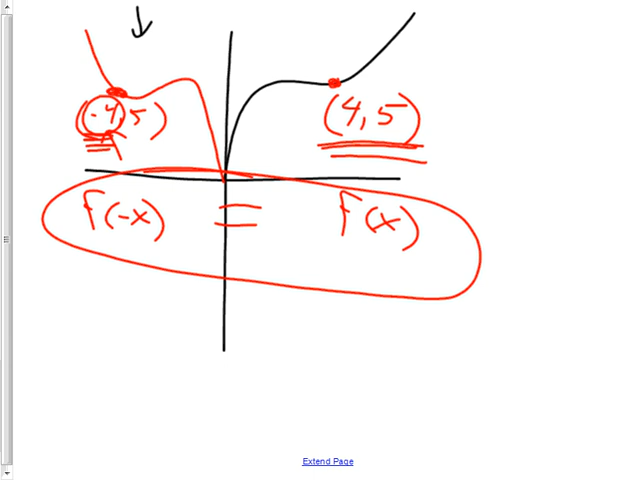 (-4,5) (4,5)
f(-x) = f(x)
Extend Page